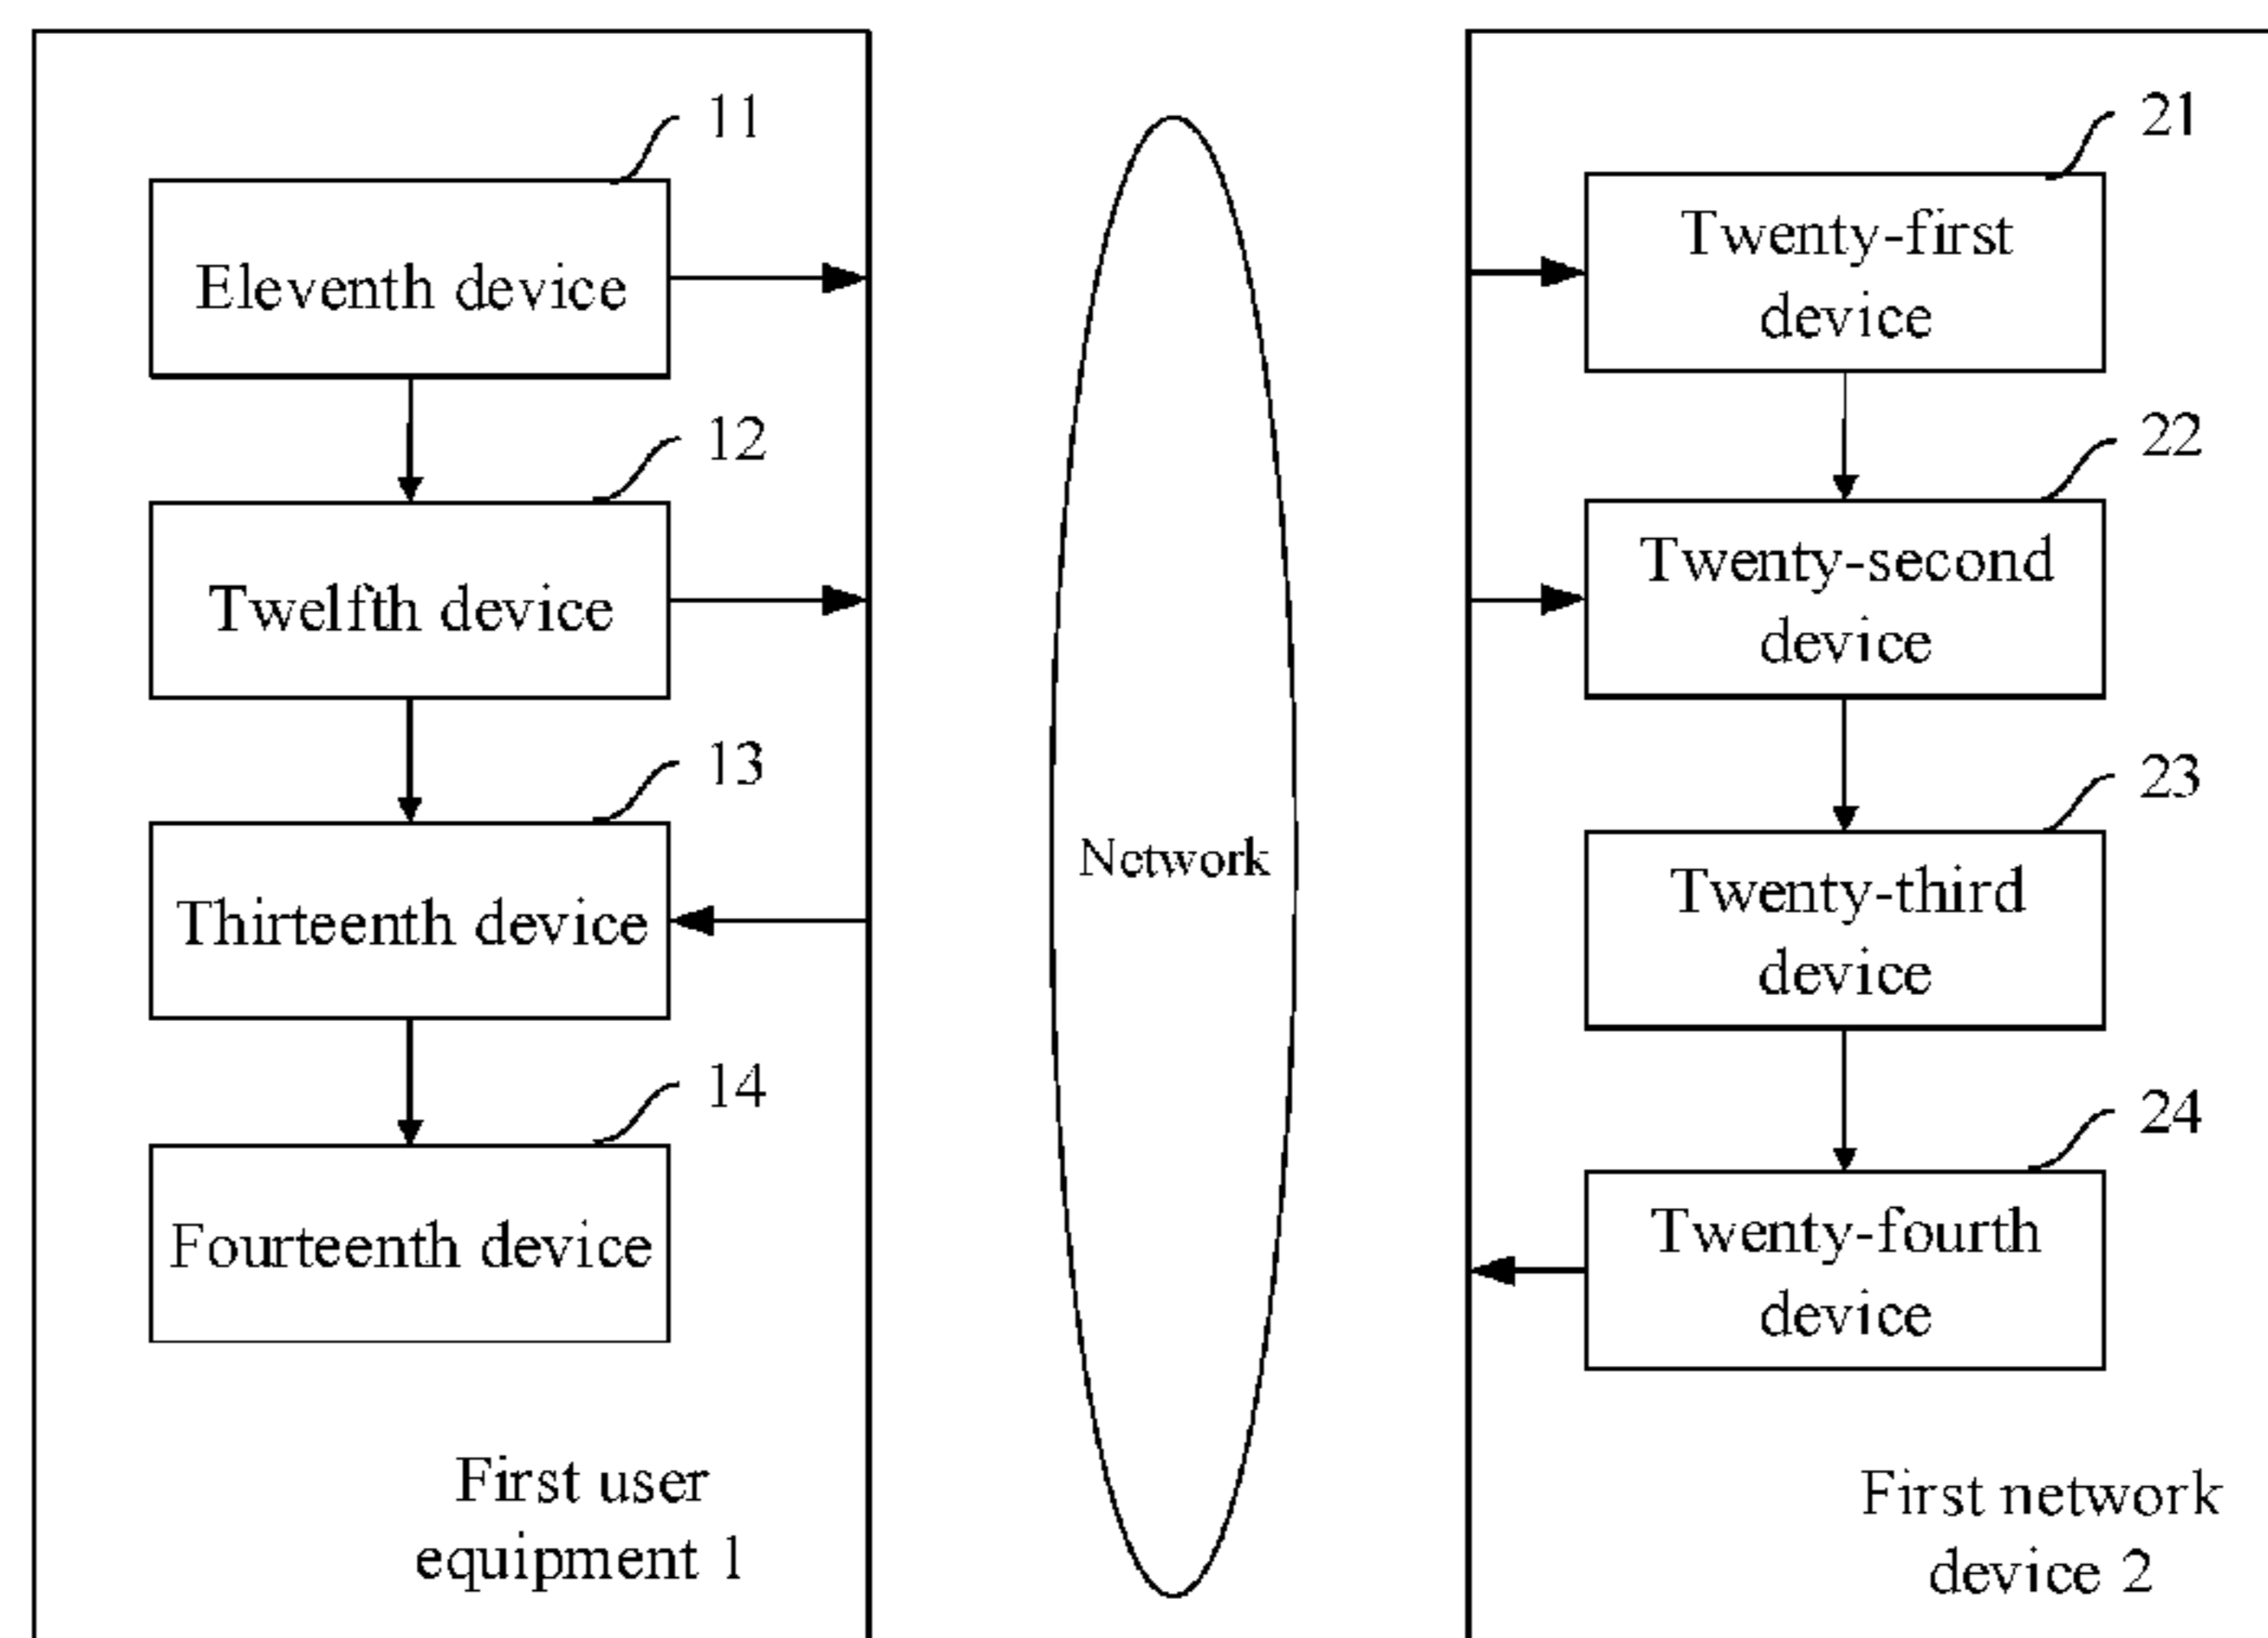 11
Eleventh device
12
Twelfth device
13
Thirteenth device
14
Fourteenth device
First user
equipment 1
Network
21
Twenty-first
device
22
Twenty-second
device
23
Twenty-third
device
24
Twenty-fourth
device
First network
device 2